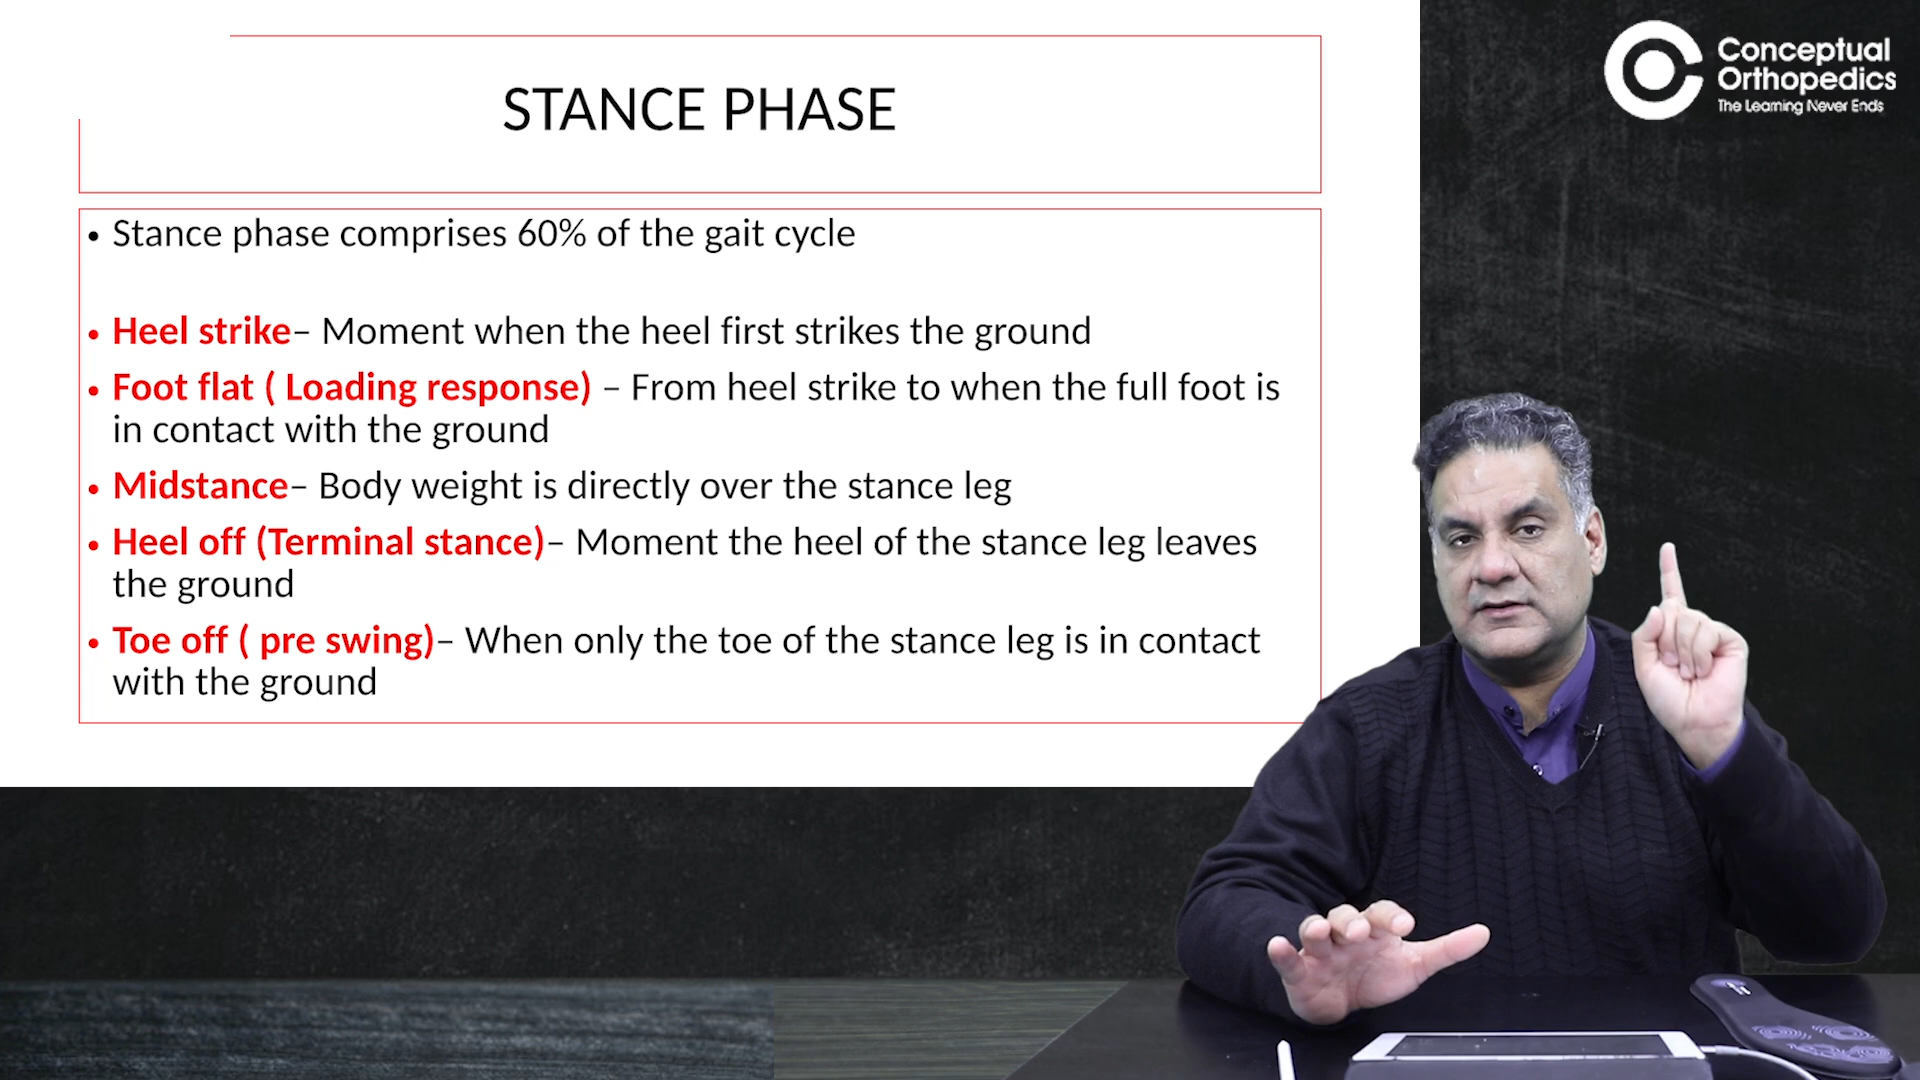 STANCE PHASE
• Stance phase comprises 60% of the gait cycle
• Heel strike– Moment when the heel first strikes the ground
• Foot flat ( Loading response) – From heel strike to when the full foot is
in contact with the ground
• Midstance– Body weight is directly over the stance leg
• Heel off (Terminal stance)– Moment the heel of the stance leg leaves
the ground
• Toe off ( pre swing)– When only the toe of the stance leg is in contact
with the ground
Conceptual
Orthopedics
The Learning Never Ends